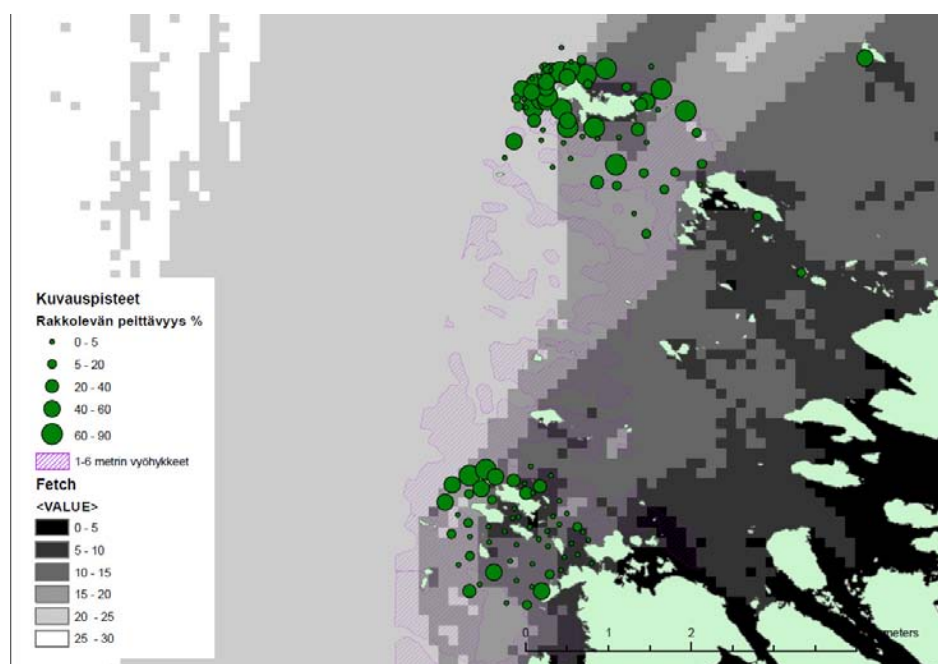 Kuvauspisteet
Rakkolevän peittävyys %
0 - 5
5 - 20
20 - 40
40 - 60
60 - 90
1-6 metrin vyöhykkeet
Fetch
<VALUE>
0 - 5
5 - 10
10 - 15
15 - 20
20 - 25
25 - 30
0 1 2